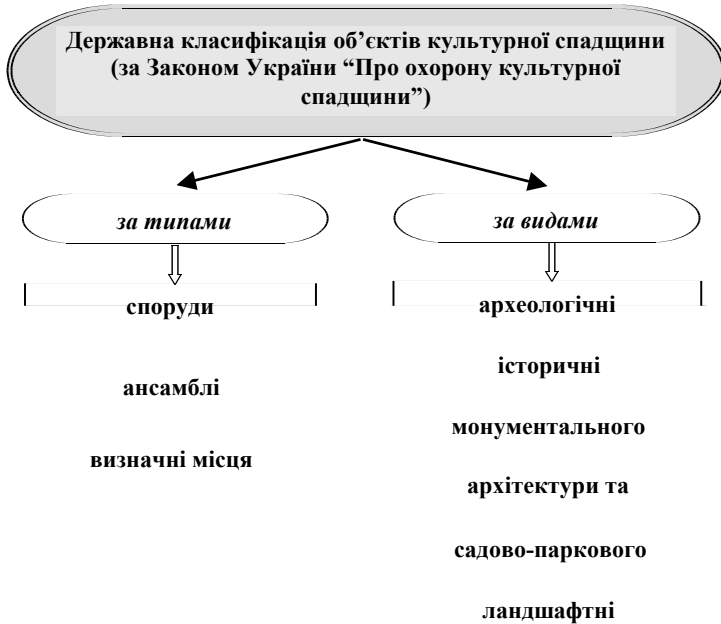 Державна класифікація об’єктів культурної спадщини
(за Законом України “Про охорону культурної
спадщини”)
за типами
за видами
споруди
ансамблі
визначні місця
археологічні
історичні
монументального
архітектури та
садово-паркового
ландшафтні